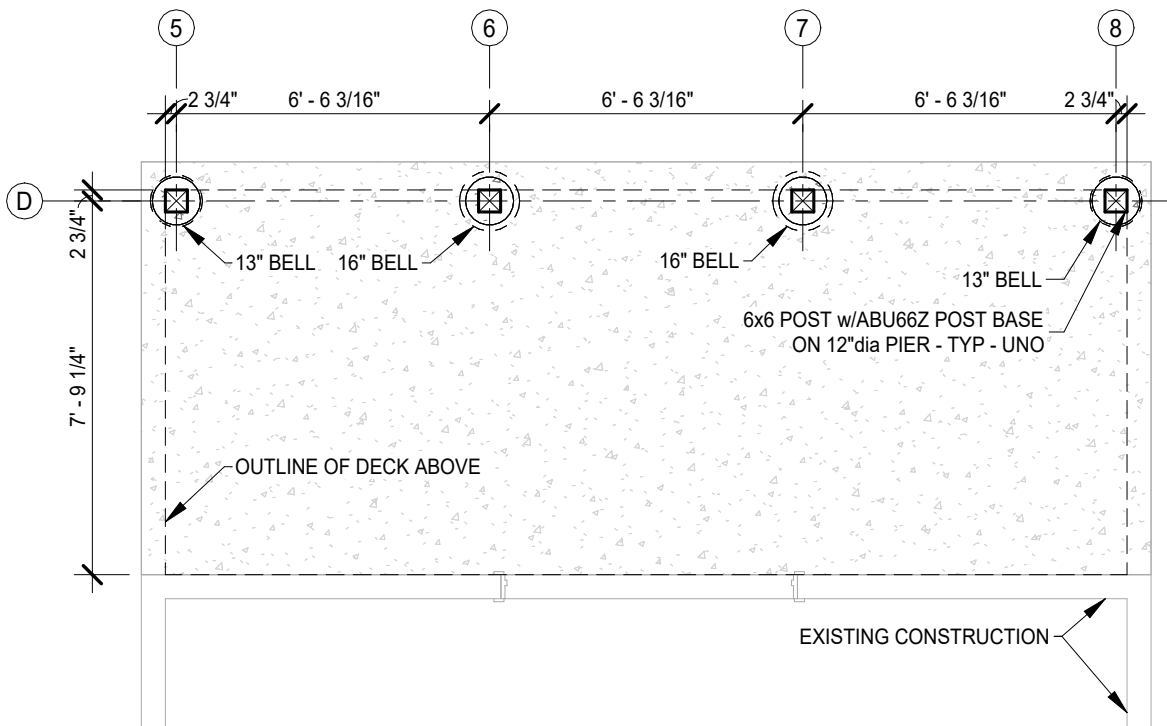 5
6
7
8
2 3/4"
6' - 6 3/16"
6' - 6 3/16"
6' - 6 3/16"
2 3/4"
D
2 3/4"
13" BELL
16" BELL
16" BELL
13" BELL
6x6 POST w/ABU66Z POST BASE
ON 12"dia PIER - TYP - UNO
7' - 9 1/4"
OUTLINE OF DECK ABOVE
EXISTING CONSTRUCTION